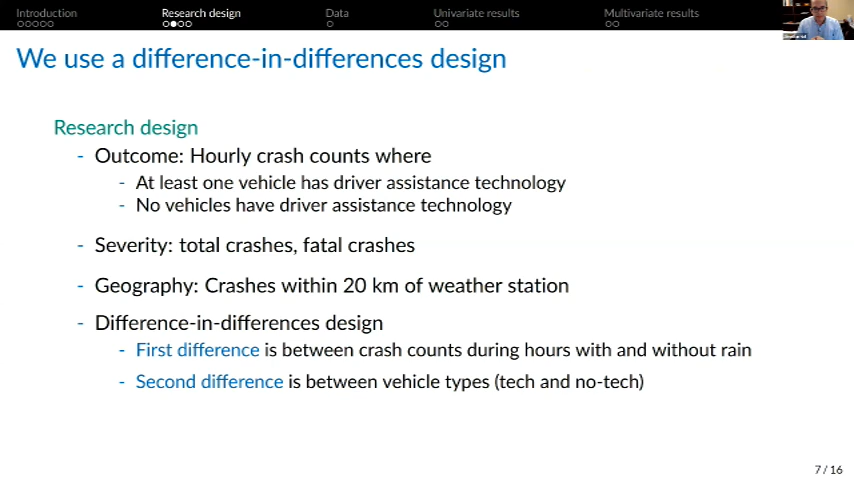 Introduction
Research design
Data
Univariate results
Multivariate results
We use a difference-in-differences design
Research design
- Outcome: Hourly crash counts where
- At least one vehicle has driver assistance technology
- No vehicles have driver assistance technology
- Severity: total crashes, fatal crashes
- Geography: Crashes within 20 km of weather station
- Difference-in-differences design
- First difference is between crash counts during hours with and without rain
- Second difference is between vehicle types (tech and no-tech)
7 / 16